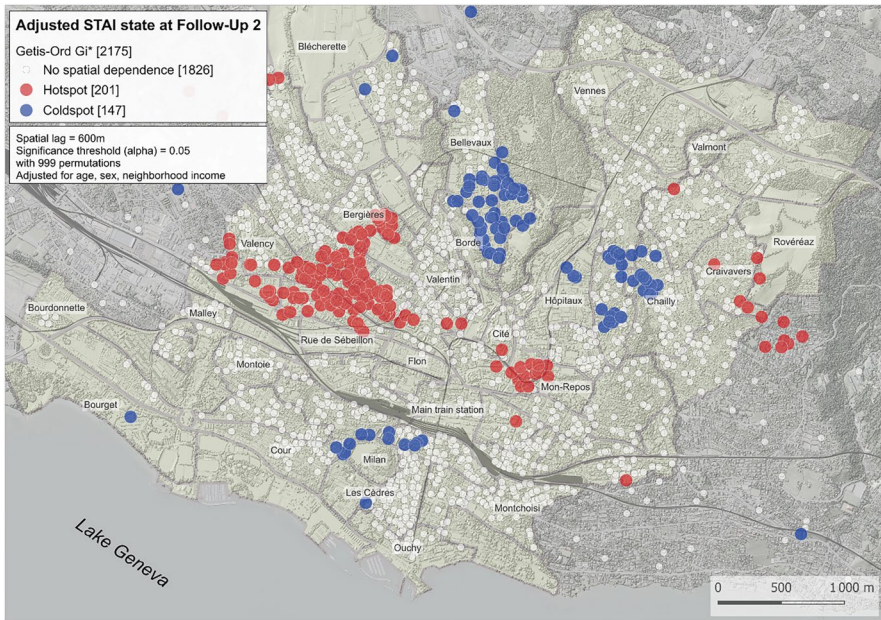 Adjusted STAI state at Follow-Up 2
Getis-Ord Gi* [2175]
No spatial dependence [1826]
Hotspot [201]
Coldspot [147]
Spatial lag = 600m
Significance threshold (alpha) = 0.05
with 999 permutations
Adjusted for age, sex, neighborhood income
Blécherette
Vennes
Bellevaux
Valmont
Bergières
Valency
Borde
Rovéréaz
Valentin
Craivavers
Hôpitaux
Chailly
Bourdonnette
Malley
Rue de Sébeillon
Cité
Flon
Montoie
Mon-Repos
Bourget
Main train station
Cour
Milan
Les Cèdres
Montchoisi
Ouchy
Lake Geneva
0 500 1 000 m